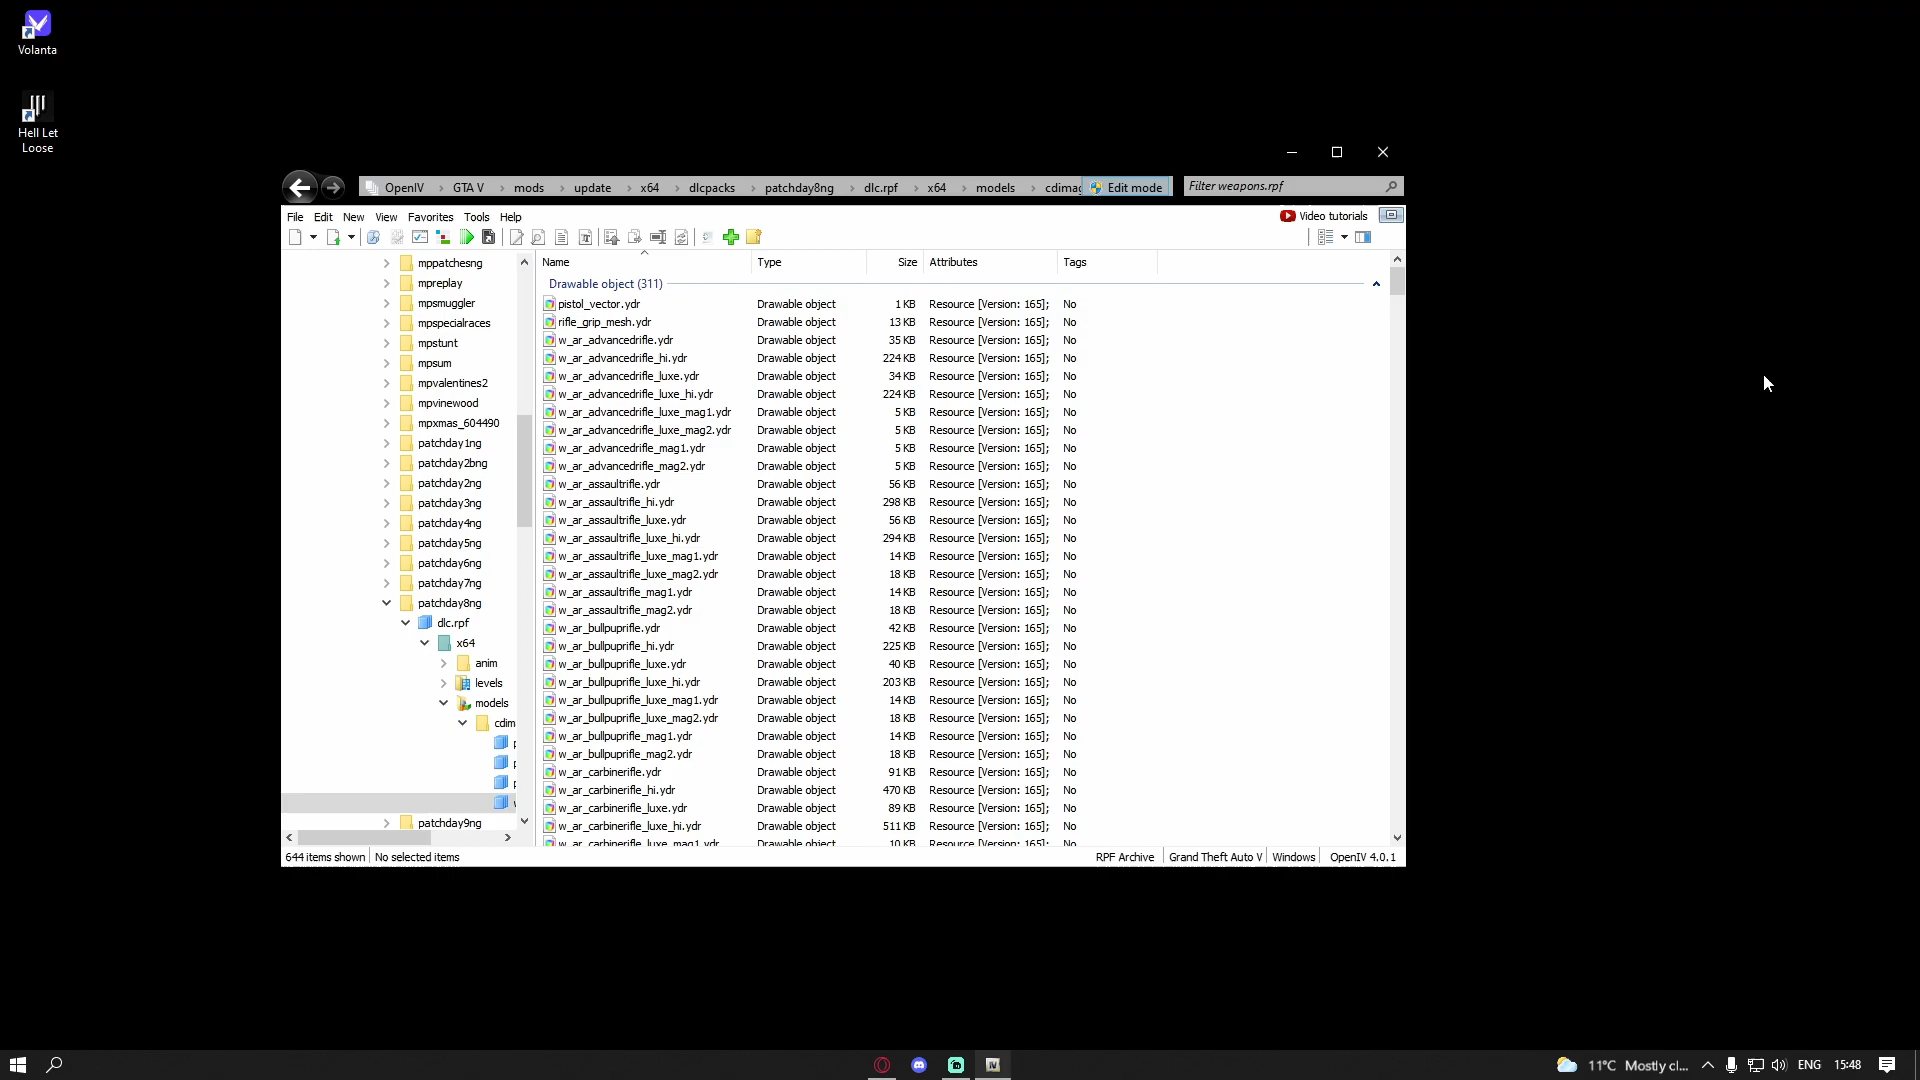 Volanta
Hell Let
Loose
OpenIV > GTA V > mods > update > x64 > dlcpacks > patchday8ng > dlc.rpf > x64 > models > cdimag
Edit mode
Filter weapons.rpf
File Edit New View Favorites Tools Help
Video tutorials
mppatchesng
mpreplay
mpsmuggler
mpspecialraces
mpstunt
mpsum
mpvalentines2
mpvinewood
mpxmas_604490
patchday1ng
patchday2bng
patchday2ng
patchday3ng
patchday4ng
patchday5ng
patchday6ng
patchday7ng
patchday8ng
dlc.rpf
x64
anim
levels
models
cdim
patchday9ng
Name Type Size Attributes Tags
Drawable object (311)
pistol_vector.ydr Drawable object 1 KB Resource [Version: 165]; No
rifle_grip_mesh.ydr Drawable object 13 KB Resource [Version: 165]; No
w_ar_advancedrifle.ydr Drawable object 35 KB Resource [Version: 165]; No
w_ar_advancedrifle_hi.ydr Drawable object 224 KB Resource [Version: 165]; No
w_ar_advancedrifle_luxe.ydr Drawable object 34 KB Resource [Version: 165]; No
w_ar_advancedrifle_luxe_hi.ydr Drawable object 224 KB Resource [Version: 165]; No
w_ar_advancedrifle_luxe_mag1.ydr Drawable object 5 KB Resource [Version: 165]; No
w_ar_advancedrifle_luxe_mag2.ydr Drawable object 5 KB Resource [Version: 165]; No
w_ar_advancedrifle_mag1.ydr Drawable object 5 KB Resource [Version: 165]; No
w_ar_advancedrifle_mag2.ydr Drawable object 5 KB Resource [Version: 165]; No
w_ar_assaultrifle.ydr Drawable object 56 KB Resource [Version: 165]; No
w_ar_assaultrifle_hi.ydr Drawable object 298 KB Resource [Version: 165]; No
w_ar_assaultrifle_luxe.ydr Drawable object 56 KB Resource [Version: 165]; No
w_ar_assaultrifle_luxe_hi.ydr Drawable object 294 KB Resource [Version: 165]; No
w_ar_assaultrifle_luxe_mag1.ydr Drawable object 14 KB Resource [Version: 165]; No
w_ar_assaultrifle_luxe_mag2.ydr Drawable object 18 KB Resource [Version: 165]; No
w_ar_assaultrifle_mag1.ydr Drawable object 14 KB Resource [Version: 165]; No
w_ar_assaultrifle_mag2.ydr Drawable object 18 KB Resource [Version: 165]; No
w_ar_bullpuprifle.ydr Drawable object 42 KB Resource [Version: 165]; No
w_ar_bullpuprifle_hi.ydr Drawable object 225 KB Resource [Version: 165]; No
w_ar_bullpuprifle_luxe.ydr Drawable object 40 KB Resource [Version: 165]; No
w_ar_bullpuprifle_luxe_hi.ydr Drawable object 203 KB Resource [Version: 165]; No
w_ar_bullpuprifle_luxe_mag1.ydr Drawable object 14 KB Resource [Version: 165]; No
w_ar_bullpuprifle_luxe_mag2.ydr Drawable object 18 KB Resource [Version: 165]; No
w_ar_bullpuprifle_mag1.ydr Drawable object 14 KB Resource [Version: 165]; No
w_ar_bullpuprifle_mag2.ydr Drawable object 18 KB Resource [Version: 165]; No
w_ar_carbinerifle.ydr Drawable object 91 KB Resource [Version: 165]; No
w_ar_carbinerifle_hi.ydr Drawable object 470 KB Resource [Version: 165]; No
w_ar_carbinerifle_luxe.ydr Drawable object 89 KB Resource [Version: 165]; No
w_ar_carbinerifle_luxe_hi.ydr Drawable object 511 KB Resource [Version: 165]; No
w_ar_carbinerifle_luxe_mag1.ydr Drawable object 10 KB Resource [Version: 165]; No
644 items shown No selected items RPF Archive Grand Theft Auto V Windows OpenIV 4.0.1
11°C Mostly cl... ENG 15:48